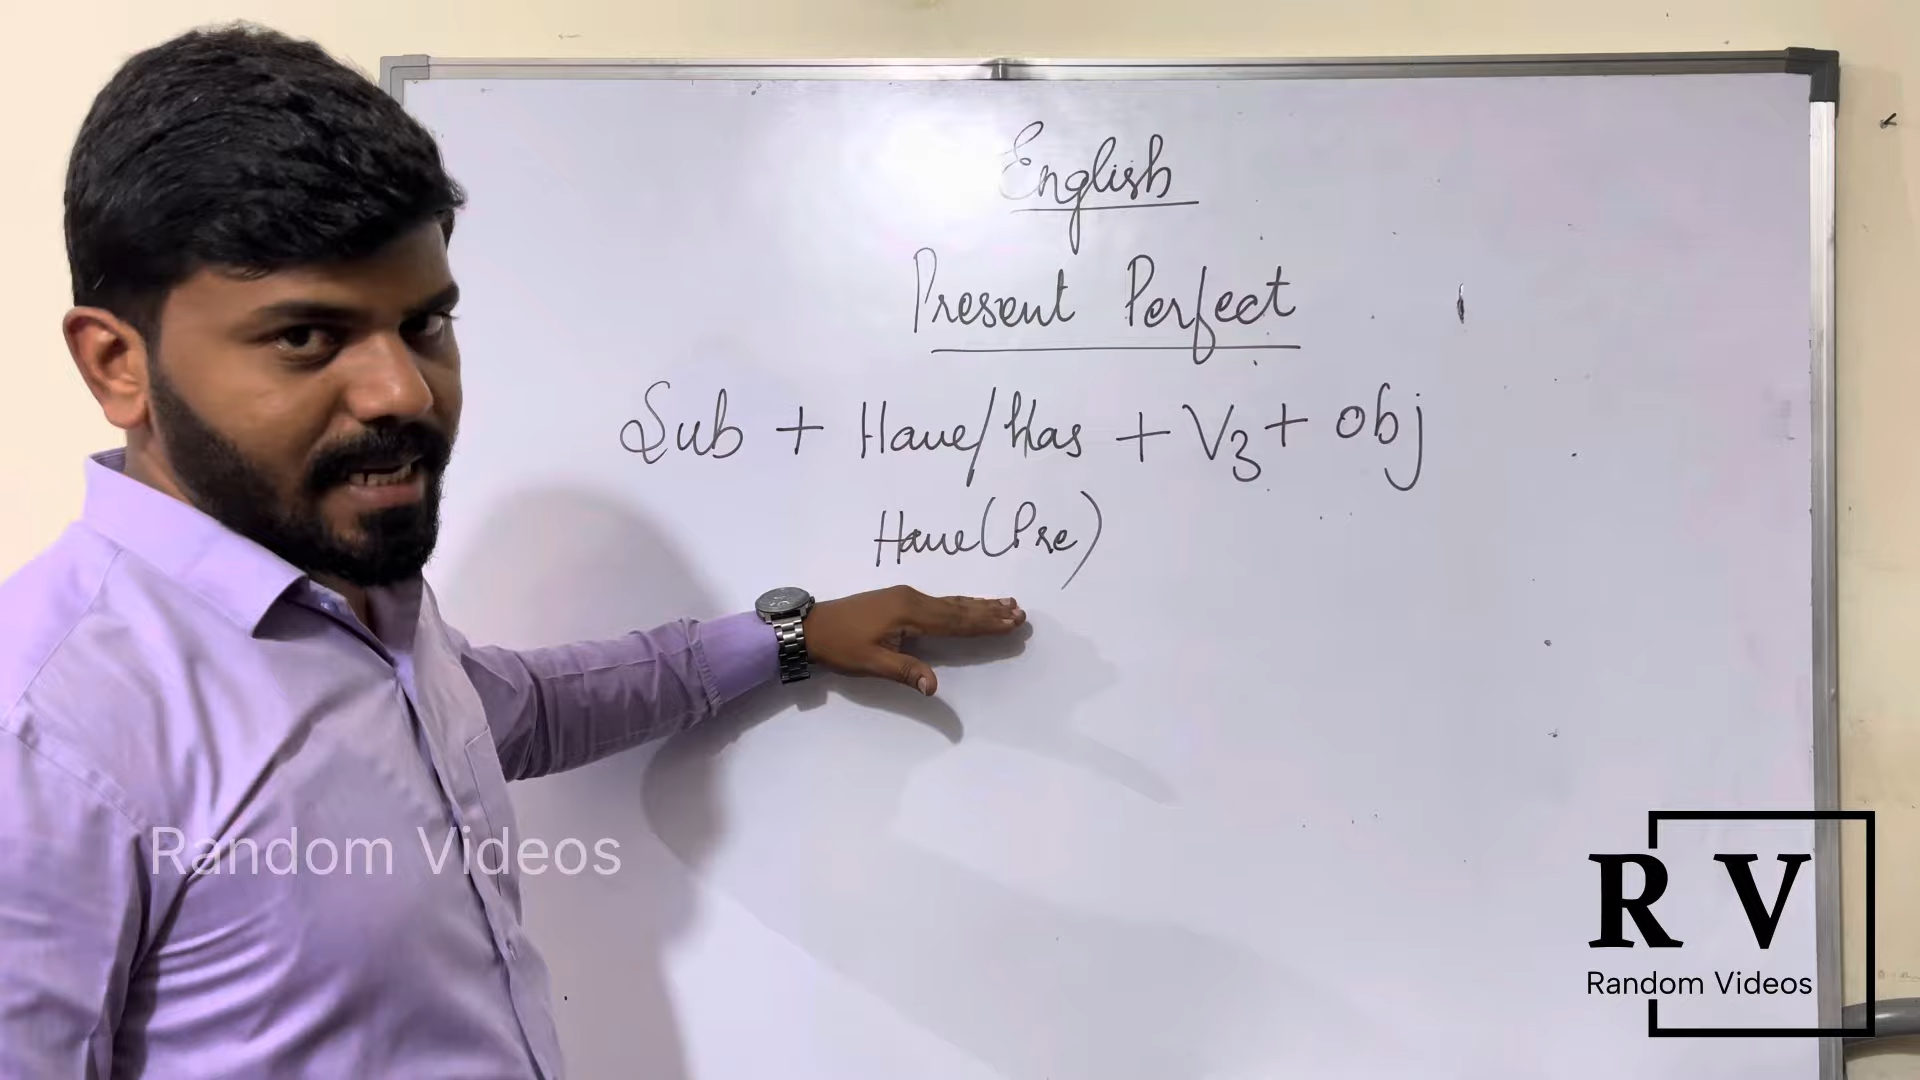 English
Present Perfect
Sub + Have/Has + V3 + obj
Have (Pre)
Random Videos
R V
Random Videos